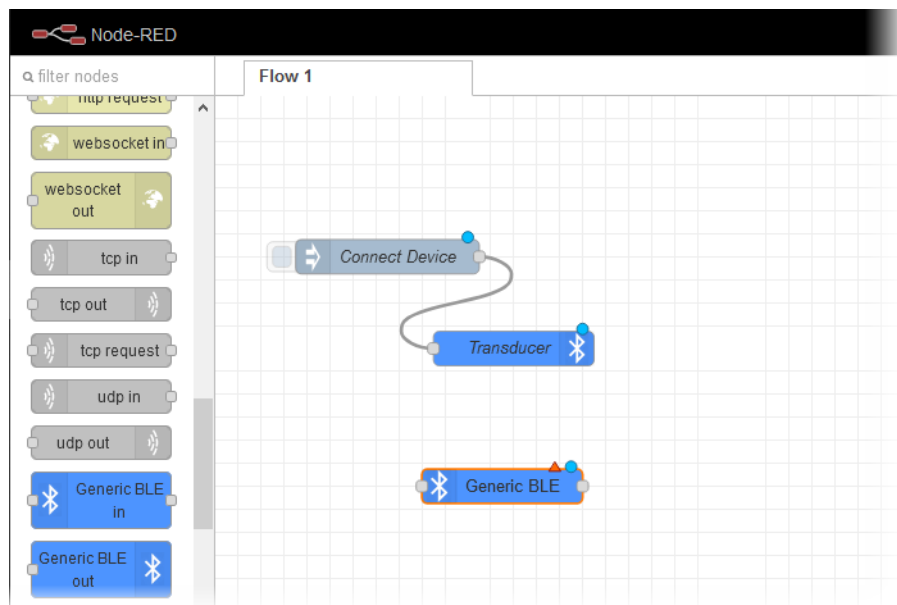 Node-RED
filter nodes
Flow 1
http request
websocket in
websocket
out
tcp in
tcp out
tcp request
udp in
udp out
Generic BLE
in
Generic BLE
out
Connect Device
Transducer
Generic BLE